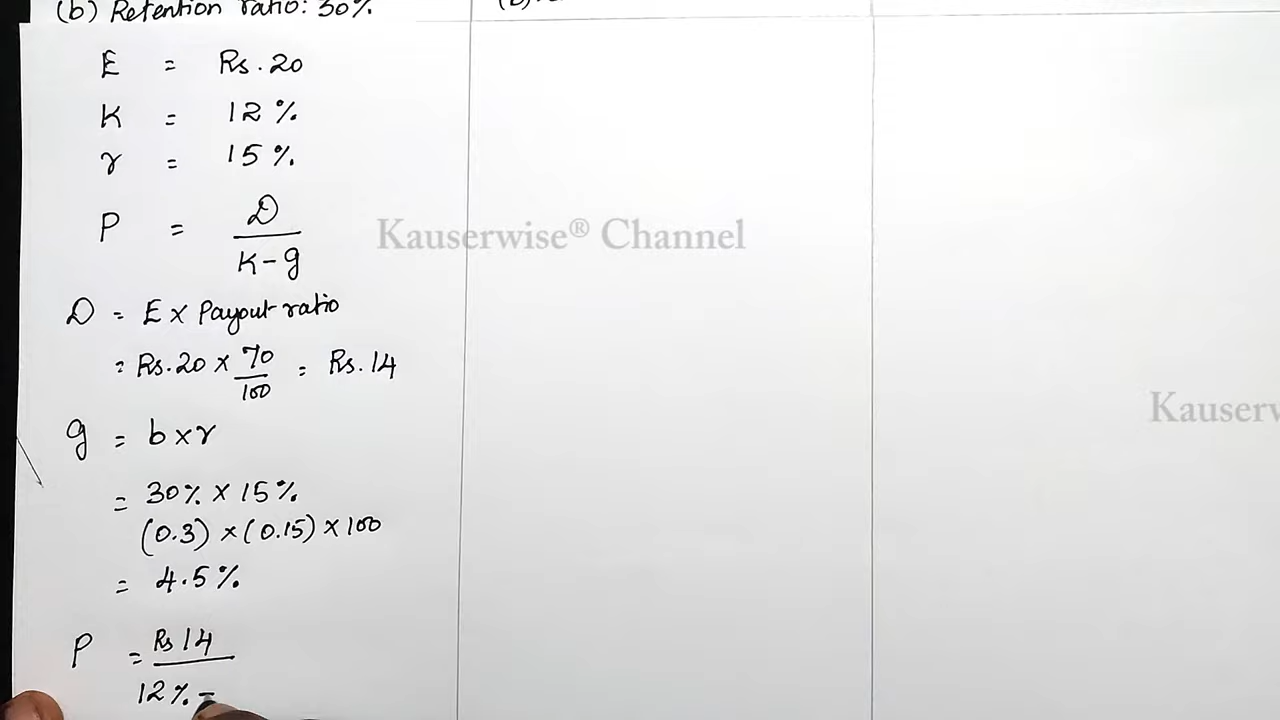 (b) Retention ratio: 30%
E = Rs. 20
K = 12%
r = 15%
P = D
K-g
D = E x Payout ratio
= Rs. 20 x 70 = Rs. 14
100
g = b x r
= 30% x 15%
(0.3) x (0.15) x 100
= 4.5%
P = Rs 14
12% -
Kauserwise® Channel
Kauserw